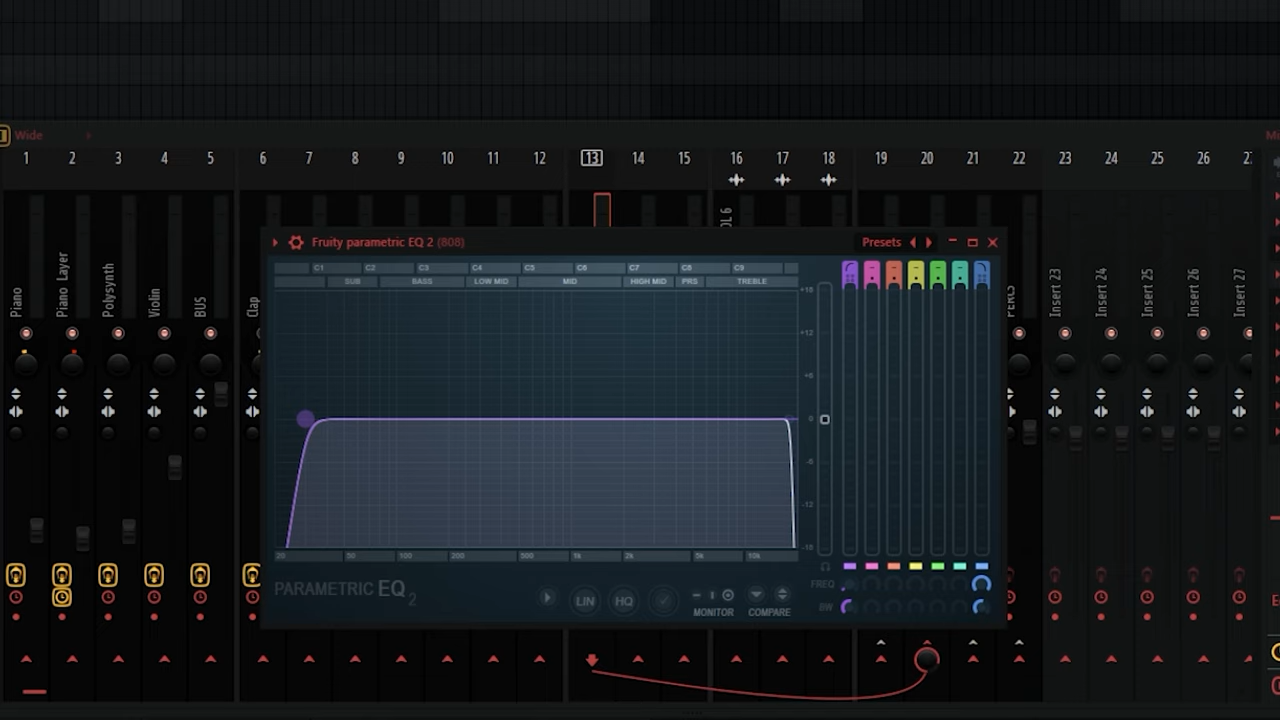 Wide
1 2 3 4 5 6 7 8 9 10 11 12 13 14 15 16 17 18 19 20 21 22 23 24 25 26
Piano
Piano Layer
Polysynth
Violin
BUS
Clap
Insert 23
Insert 24
Insert 25
Insert 26
Insert 27
Fruity parametric EQ 2 (808) Presets
C1 C2 C3 C4 C5 C6 C7 C8 C9
SUB BASS LOW MID MID HIGH MID PRS TREBLE
+18
+12
+6
0
-6
-12
-18
20 50 100 200 500 1k 2k 5k 10k
FREQ
BW
PARAMETRIC EQ 2
LIN HQ
MONITOR COMPARE